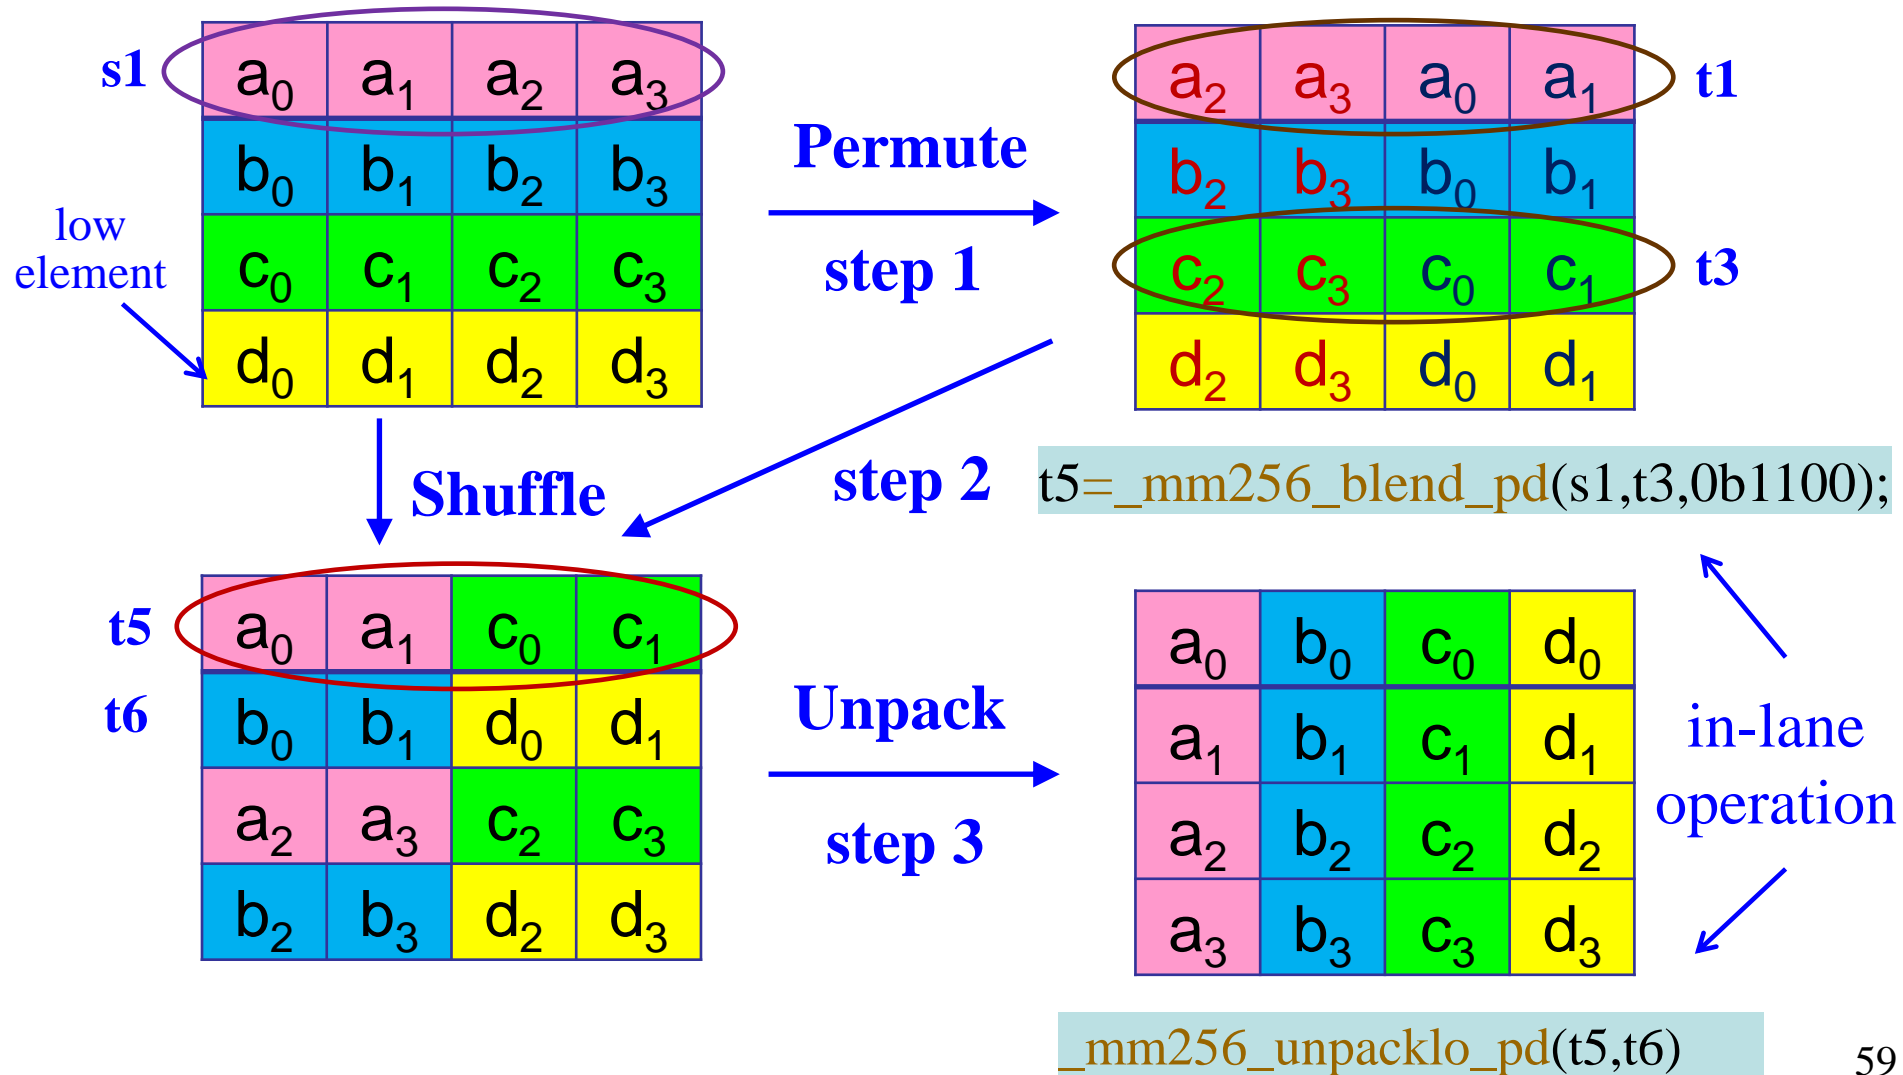 s1
a0 a1 a2 a3
b0 b1 b2 b3
c0 c1 c2 c3
d0 d1 d2 d3
low
element
Permute
step 1
a2 a3 a0 a1
b2 b3 b0 b1
c2 c3 c0 c1
d2 d3 d0 d1
t1
t3
Shuffle
step 2
t5=_mm256_blend_pd(s1,t3,0b1100);
t5
t6
a0 a1 c0 c1
b0 b1 d0 d1
a2 a3 c2 c3
b2 b3 d2 d3
Unpack
step 3
a0 b0 c0 d0
a1 b1 c1 d1
a2 b2 c2 d2
a3 b3 c3 d3
in-lane
operation
_mm256_unpacklo_pd(t5,t6)
59